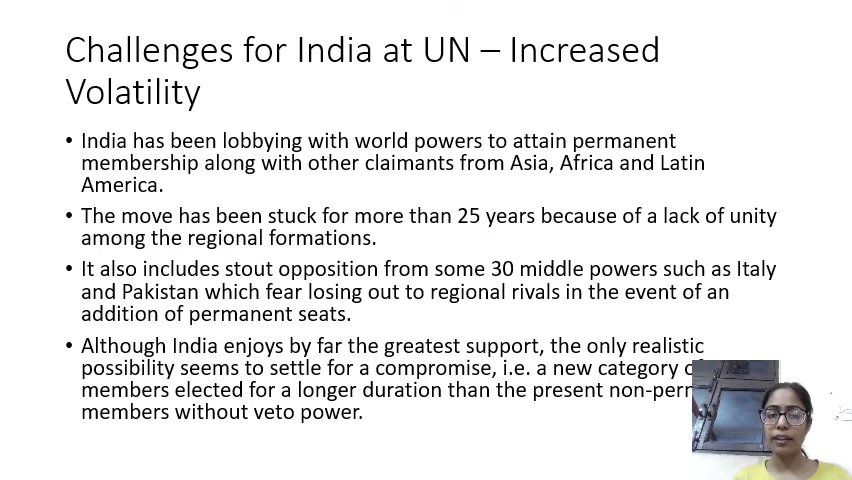 Challenges for India at UN – Increased
Volatility
• India has been lobbying with world powers to attain permanent
membership along with other claimants from Asia, Africa and Latin
America.
• The move has been stuck for more than 25 years because of a lack of unity
among the regional formations.
• It also includes stout opposition from some 30 middle powers such as Italy
and Pakistan which fear losing out to regional rivals in the event of an
addition of permanent seats.
• Although India enjoys by far the greatest support, the only realistic
possibility seems to settle for a compromise, i.e. a new category
members elected for a longer duration than the present
members without veto power.